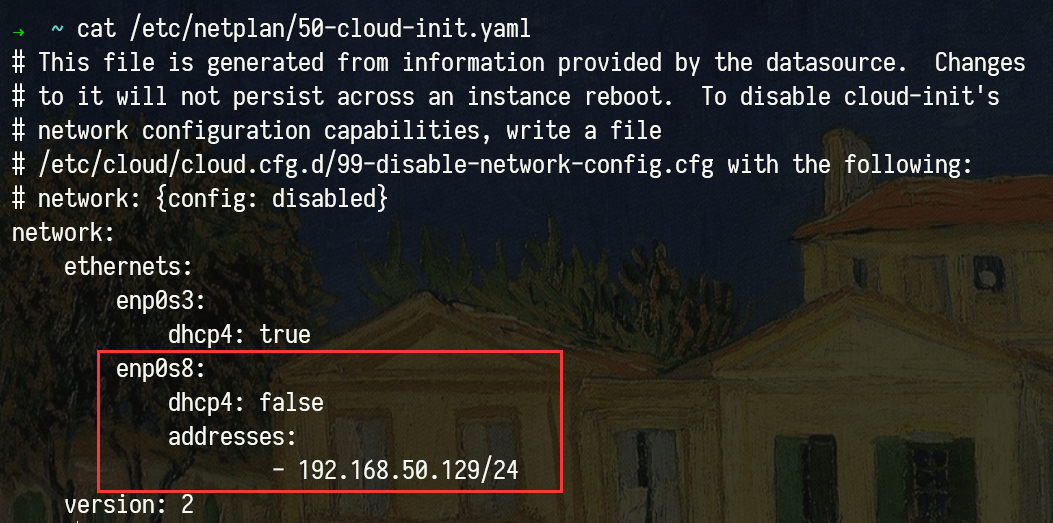 → ~ cat /etc/netplan/50-cloud-init.yaml
# This file is generated from information provided by the datasource.  Changes
# to it will not persist across an instance reboot.  To disable cloud-init's
# network configuration capabilities, write a file
# /etc/cloud/cloud.cfg.d/99-disable-network-config.cfg with the following:
# network: {config: disabled}
network:
    ethernets:
        enp0s3:
            dhcp4: true
        enp0s8:
            dhcp4: false
            addresses:
                    - 192.168.50.129/24
    version: 2